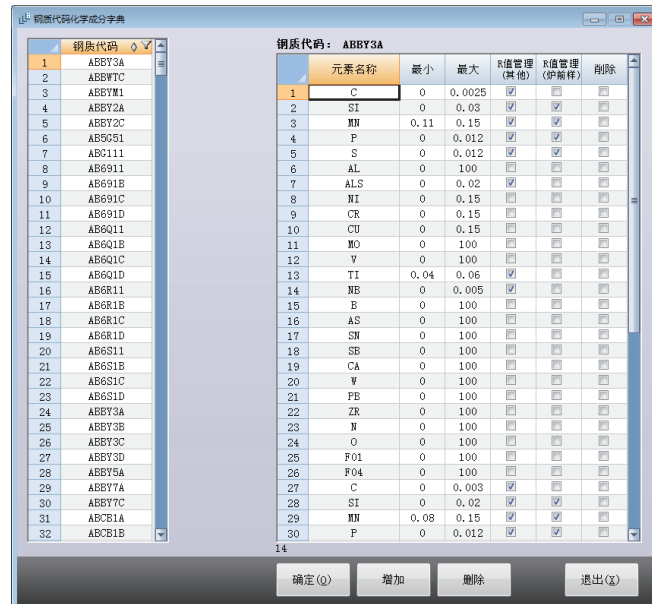 钢质代码化学成分字典
钢质代码
1 ABBY3A
2 ABBWTC
3 ABBYM1
4 ABBY2A
5 ABBY2C
6 AB5G51
7 ABG111
8 AB6911
9 AB691B
10 AB691C
11 AB691D
12 AB6Q11
13 AB6Q1B
14 AB6Q1C
15 AB6Q1D
16 AB6R11
17 AB6R1B
18 AB6R1C
19 AB6R1D
20 AB6S11
21 AB6S1B
22 AB6S1C
23 AB6S1D
24 ABBY3A
25 ABBY3B
26 ABBY3C
27 ABBY3D
28 ABBY5A
29 ABBY7A
30 ABBY7C
31 ABCB1A
32 ABCB1B
钢质代码: ABBY3A
元素名称 最小 最大 R值管理(其他) R值管理(炉前样) 削除
1 C 0 0.0025
2 SI 0 0.03
3 MN 0.11 0.15
4 P 0 0.012
5 S 0 0.012
6 AL 0 100
7 ALS 0 0.02
8 NI 0 0.15
9 CR 0 0.15
10 CU 0 0.15
11 MO 0 100
12 V 0 100
13 TI 0.04 0.06
14 NB 0 0.005
15 B 0 100
16 AS 0 100
17 SN 0 100
18 SB 0 100
19 CA 0 100
20 W 0 100
21 PB 0 100
22 ZR 0 100
23 N 0 100
24 O 0 100
25 F01 0 100
26 F04 0 100
27 C 0 0.003
28 SI 0 0.02
29 MN 0.08 0.15
30 P 0 0.012
14
确定(O) 增加 删除 退出(X)